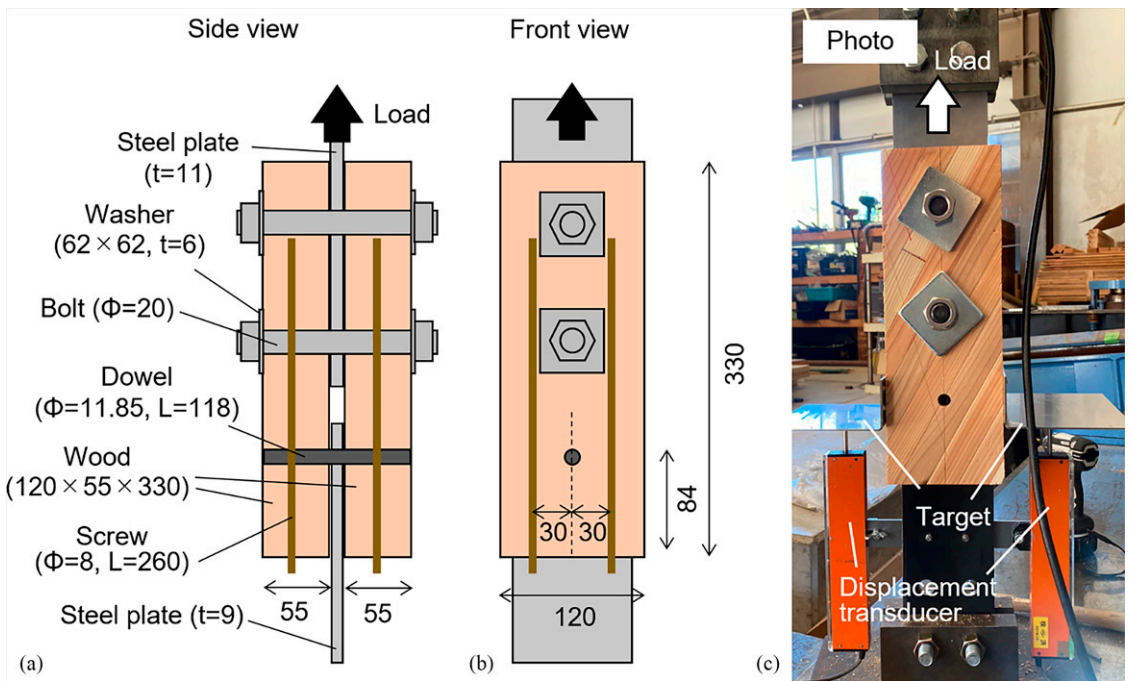 Side view
Load
Steel plate
(t=11)
Washer
(62×62, t=6)
Bolt (Φ=20)
Dowel
(Φ=11.85, L=118)
Wood
(120×55×330)
Screw
(Φ=8, L=260)
Steel plate (t=9)
55
55
(a)
Front view
330
84
30
30
120
(b)
Photo
Load
Target
Displacement
transducer
(c)